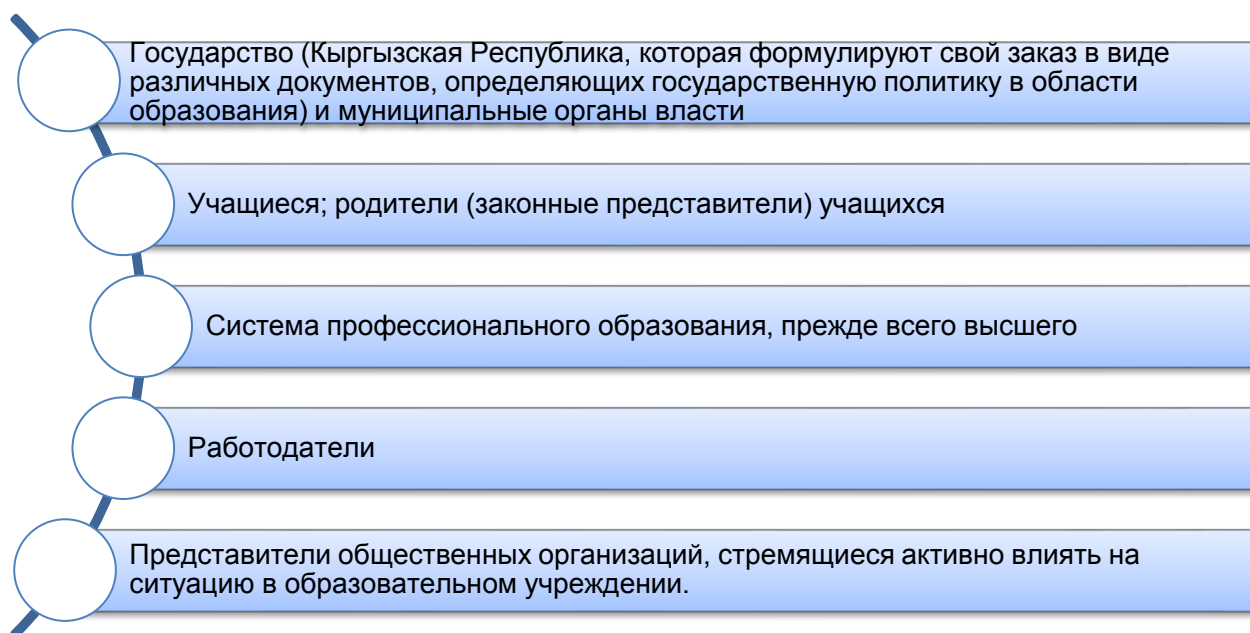 Государство (Кыргызская Республика, которая формулируют свой заказ в виде
различных документов, определяющих государственную политику в области
образования) и муниципальные органы власти
Учащиеся; родители (законные представители) учащихся
Система профессионального образования, прежде всего высшего
Работодатели
Представители общественных организаций, стремящиеся активно влиять на
ситуацию в образовательном учреждении.